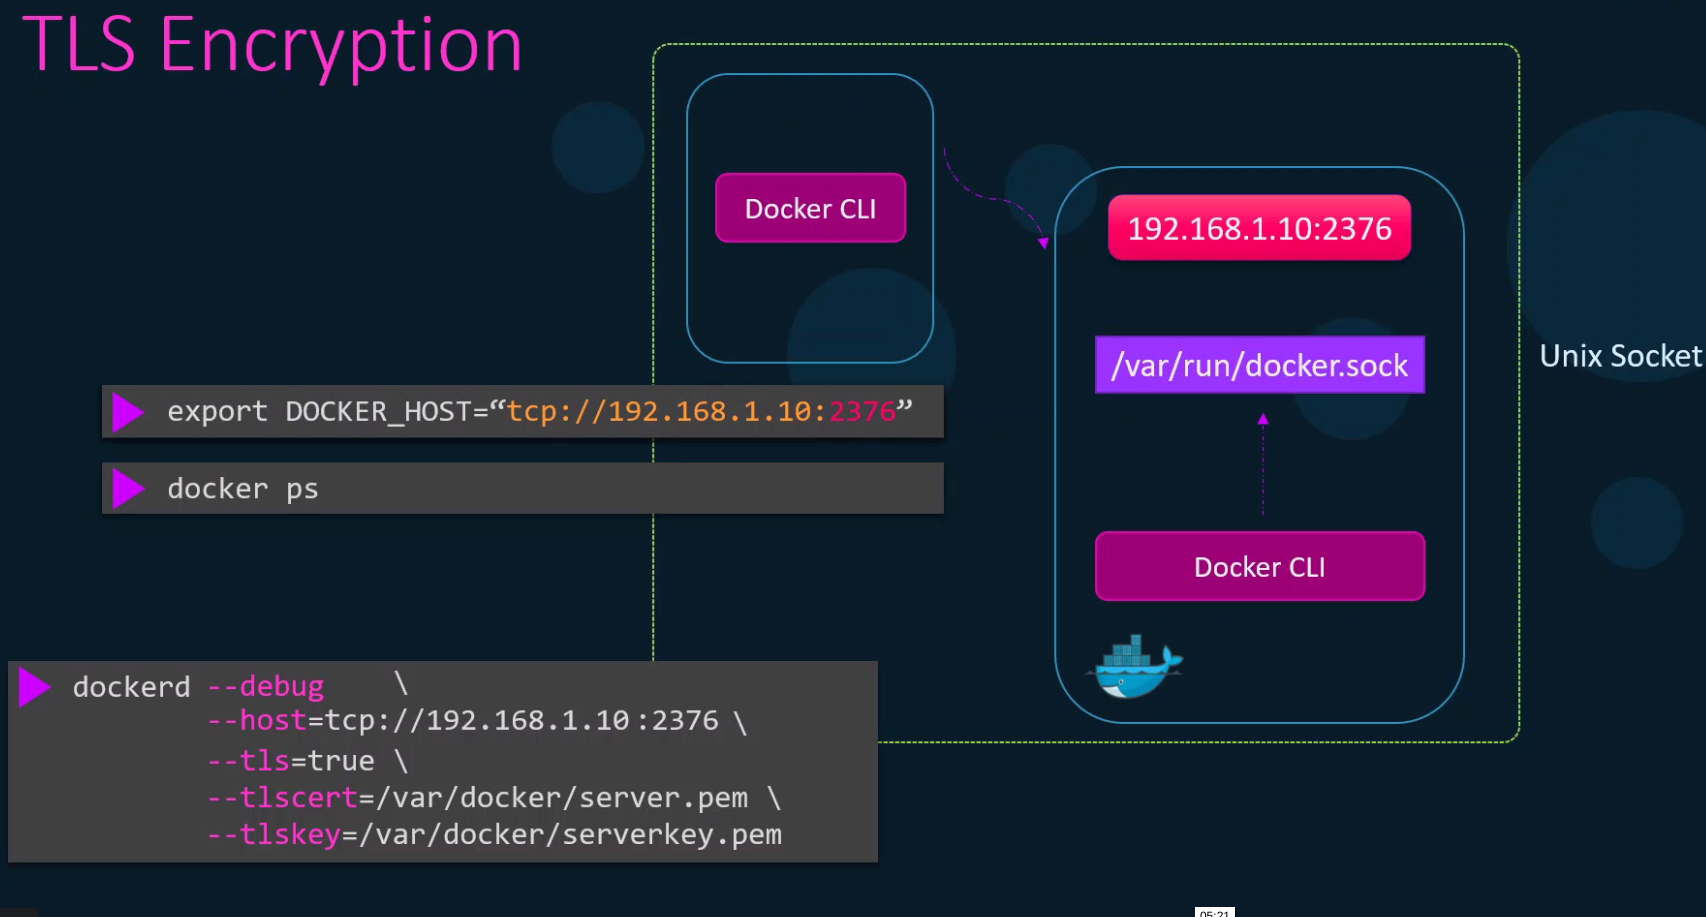 TLS Encryption
Docker CLI
192.168.1.10:2376
/var/run/docker.sock
Unix Socket
export DOCKER_HOST=“tcp://192.168.1.10:2376”
docker ps
Docker CLI
dockerd --debug \
--host=tcp://192.168.1.10:2376 \
--tls=true \
--tlscert=/var/docker/server.pem \
--tlskey=/var/docker/serverkey.pem
05:21